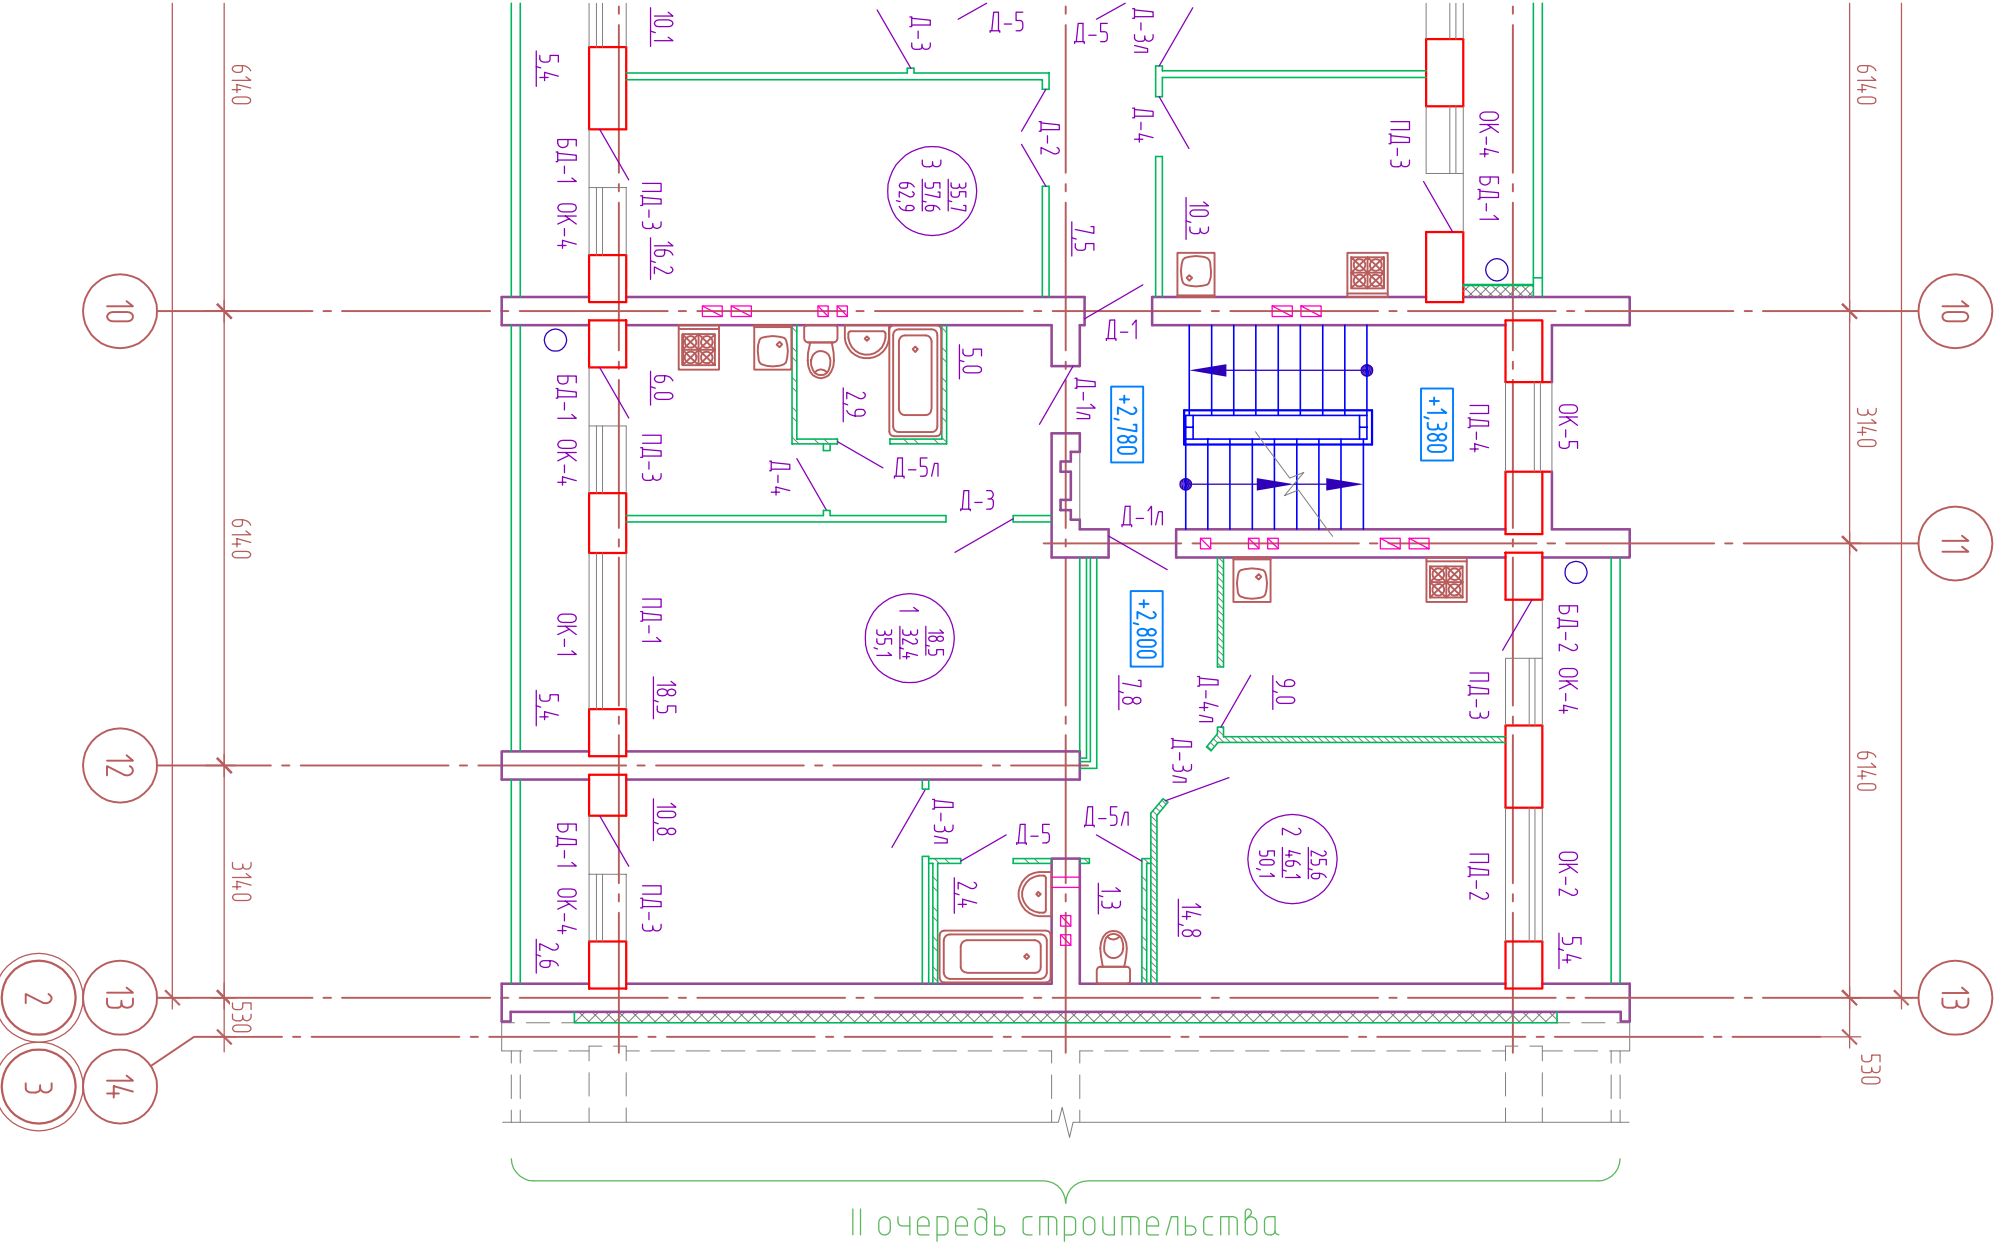 10,1
Д-3
Д-5
Д-5
Д-3л
6140
5,4
6140
БД-1 ОК-4
ПД-3
16,2
3
35,7
57,6
62,9
Д-2
Д-4
7,5
10,3
ПД-3
ОК-4 БД-1
10
10
Д-1
БД-1 ОК-4
6,0
ПД-3
2,9
5,0
Д-1л
Д-5л
Д-4
Д-3
+2,780
+1,380
ПД-4
ОК-5
3140
6140
Д-1л
11
ОК-1
ПД-1
18,5
5,4
1
18,5
32,4
35,1
+2,800
7,8
Д-4л
9,0
ПД-3
БД-2 ОК-4
Д-3л
6140
12
10,8
БД-1 ОК-4
ПД-3
2,6
Д-3л
Д-5
Д-5л
2,4
1,3
14,8
2
25,6
46,1
50,1
ПД-2
ОК-2
5,4
3140
2
13
13
530
3
14
530
II очередь строительства